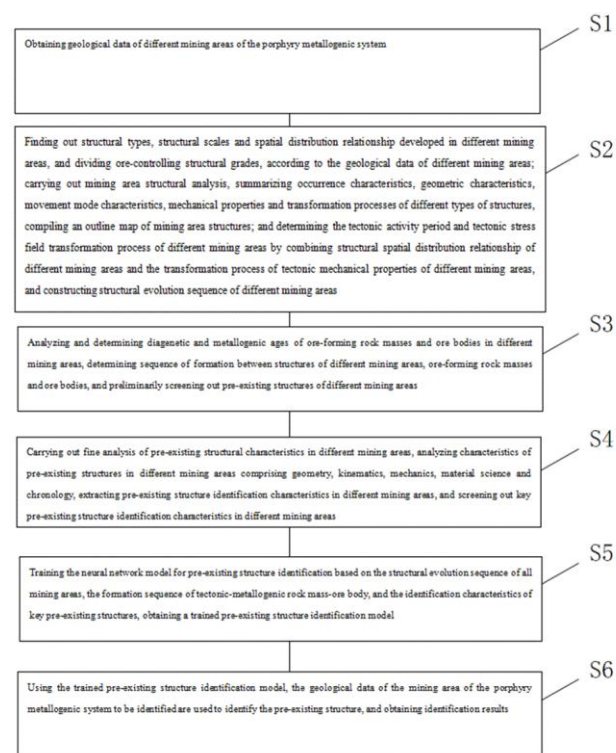 S1
Obtaining geological data of different mining areas of the porphyry metallogenic system
S2
Finding out structural types, structural scales and spatial distribution relationship developed in different mining
areas, and dividing ore-controlling structural grades, according to the geological data of different mining areas;
carrying out mining area structural analysis, summarizing occurrence characteristics, geometric characteristics,
movement mode characteristics, mechanical properties and transformation processes of different types of structures,
compiling an outline map of mining area structures; and determining the tectonic activity period and tectonic stress
field transformation process of different mining areas by combining structural spatial distribution relationship of
different mining areas and the transformation process of tectonic mechanical properties of different mining areas,
and constructing structural evolution sequence of different mining areas
S3
Analyzing and determining diagenetic and metallogenic ages of ore-forming rock masses and ore bodies in different
mining areas, determining sequence of formation between structures of different mining areas, ore-forming rock masses
and ore bodies, and preliminarily screening out pre-existing structures of different mining areas
S4
Carrying out fine analysis of pre-existing structural characteristics in different mining areas, analyzing characteristics of
pre-existing structures in different mining areas comprising geometry, kinematics, mechanics, material science and
chronology, extracting pre-existing structure identification characteristics in different mining areas, and screening out key
pre-existing structure identification characteristics in different mining areas
S5
Training the neural network model for pre-existing structure identification based on the structural evolution sequence of all
mining areas, the formation sequence of tectonic-metallogenic rock mass-ore body, and the identification characteristics of
key pre-existing structures, obtaining a trained pre-existing structure identification model
S6
Using the trained pre-existing structure identification model, the geological data of the mining area of the porphyry
metallogenic system to be identified are used to identify the pre-existing structure, and obtaining identification results